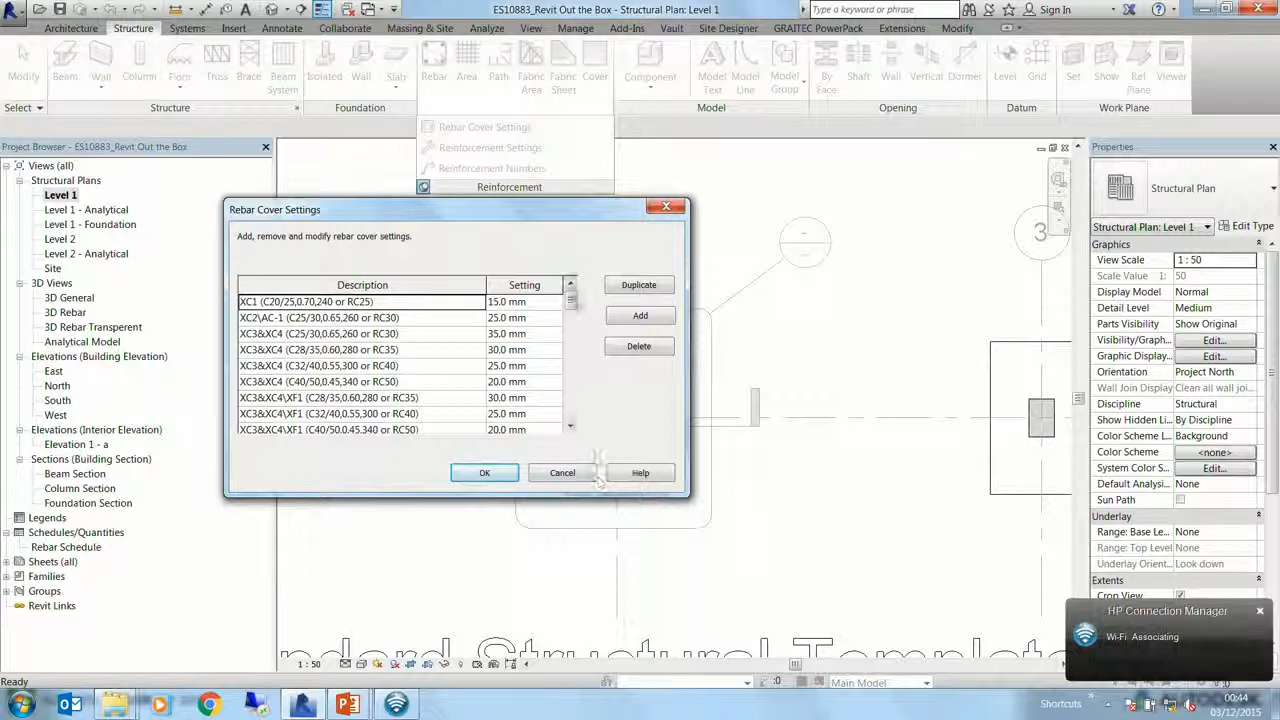 ES10883_Revit Out the Box - Structural Plan: Level 1
Type a keyword or phrase
Sign In
Architecture Structure Systems Insert Annotate Collaborate Massing & Site Analyze View Manage Add-Ins Vault Site Designer GRAITEC PowerPack Extensions Modify
Modify Beam Wall Column Floor Truss Brace Beam System Isolated Wall Slab Rebar Area Path Fabric Area Fabric Sheet Cover Component Model Text Model Line Model Group By Face Shaft Wall Vertical Dormer Level Grid Set Show Ref Plane Viewer
Select Structure Foundation Model Opening Datum Work Plane
Rebar Cover Settings
Reinforcement Settings
Reinforcement Numbers
Reinforcement
Project Browser - ES10883_Revit Out the Box
Views (all)
Structural Plans
Level 1
Level 1 - Analytical
Level 1 - Foundation
Level 2
Level 2 - Analytical
Site
3D Views
3D General
3D Rebar
3D Rebar Transparent
Analytical Model
Elevations (Building Elevation)
East
North
South
West
Elevations (Interior Elevation)
Elevation 1 - a
Sections (Building Section)
Beam Section
Column Section
Foundation Section
Legends
Schedules/Quantities
Rebar Schedule
Sheets (all)
Families
Groups
Revit Links
Rebar Cover Settings
Add, remove and modify rebar cover settings.
Description Setting
XC1 (C20/25,0.70,240 or RC25) 15.0 mm
XC2\AC-1 (C25/30,0.65,260 or RC30) 25.0 mm
XC3&XC4 (C25/30,0.65,260 or RC30) 35.0 mm
XC3&XC4 (C28/35,0.60,280 or RC35) 30.0 mm
XC3&XC4 (C32/40,0.55,300 or RC40) 25.0 mm
XC3&XC4 (C40/50,0.45,340 or RC50) 20.0 mm
XC3&XC4\XF1 (C28/35,0.60,280 or RC35) 30.0 mm
XC3&XC4\XF1 (C32/40,0.55,310 or RC40) 25.0 mm
XC3&XC4\XF1 (C40/50,0.45,340 or RC50) 20.0 mm
Duplicate
Add
Delete
OK Cancel Help
3
Properties
Structural Plan
Structural Plan: Level 1 Edit Type
Graphics
View Scale 1 : 50
Scale Value 1: 50
Display Model Normal
Detail Level Medium
Parts Visibility Show Original
Visibility/Graph... Edit...
Graphic Display... Edit...
Orientation Project North
Wall Join Display Clean all wall joi...
Discipline Structural
Show Hidden Li... By Discipline
Color Scheme L... Background
Color Scheme <none>
System Color S... Edit...
Default Analysi... None
Sun Path
Underlay
Range: Base Le... None
Range: Top Level None
Underlay Orient... Look down
Extents
Crop View
HP Connection Manager
Wi-Fi Associating
ndard Structural Template
1 : 50
Ready
:0 Main Model
Shortcuts
00:44
03/12/2015